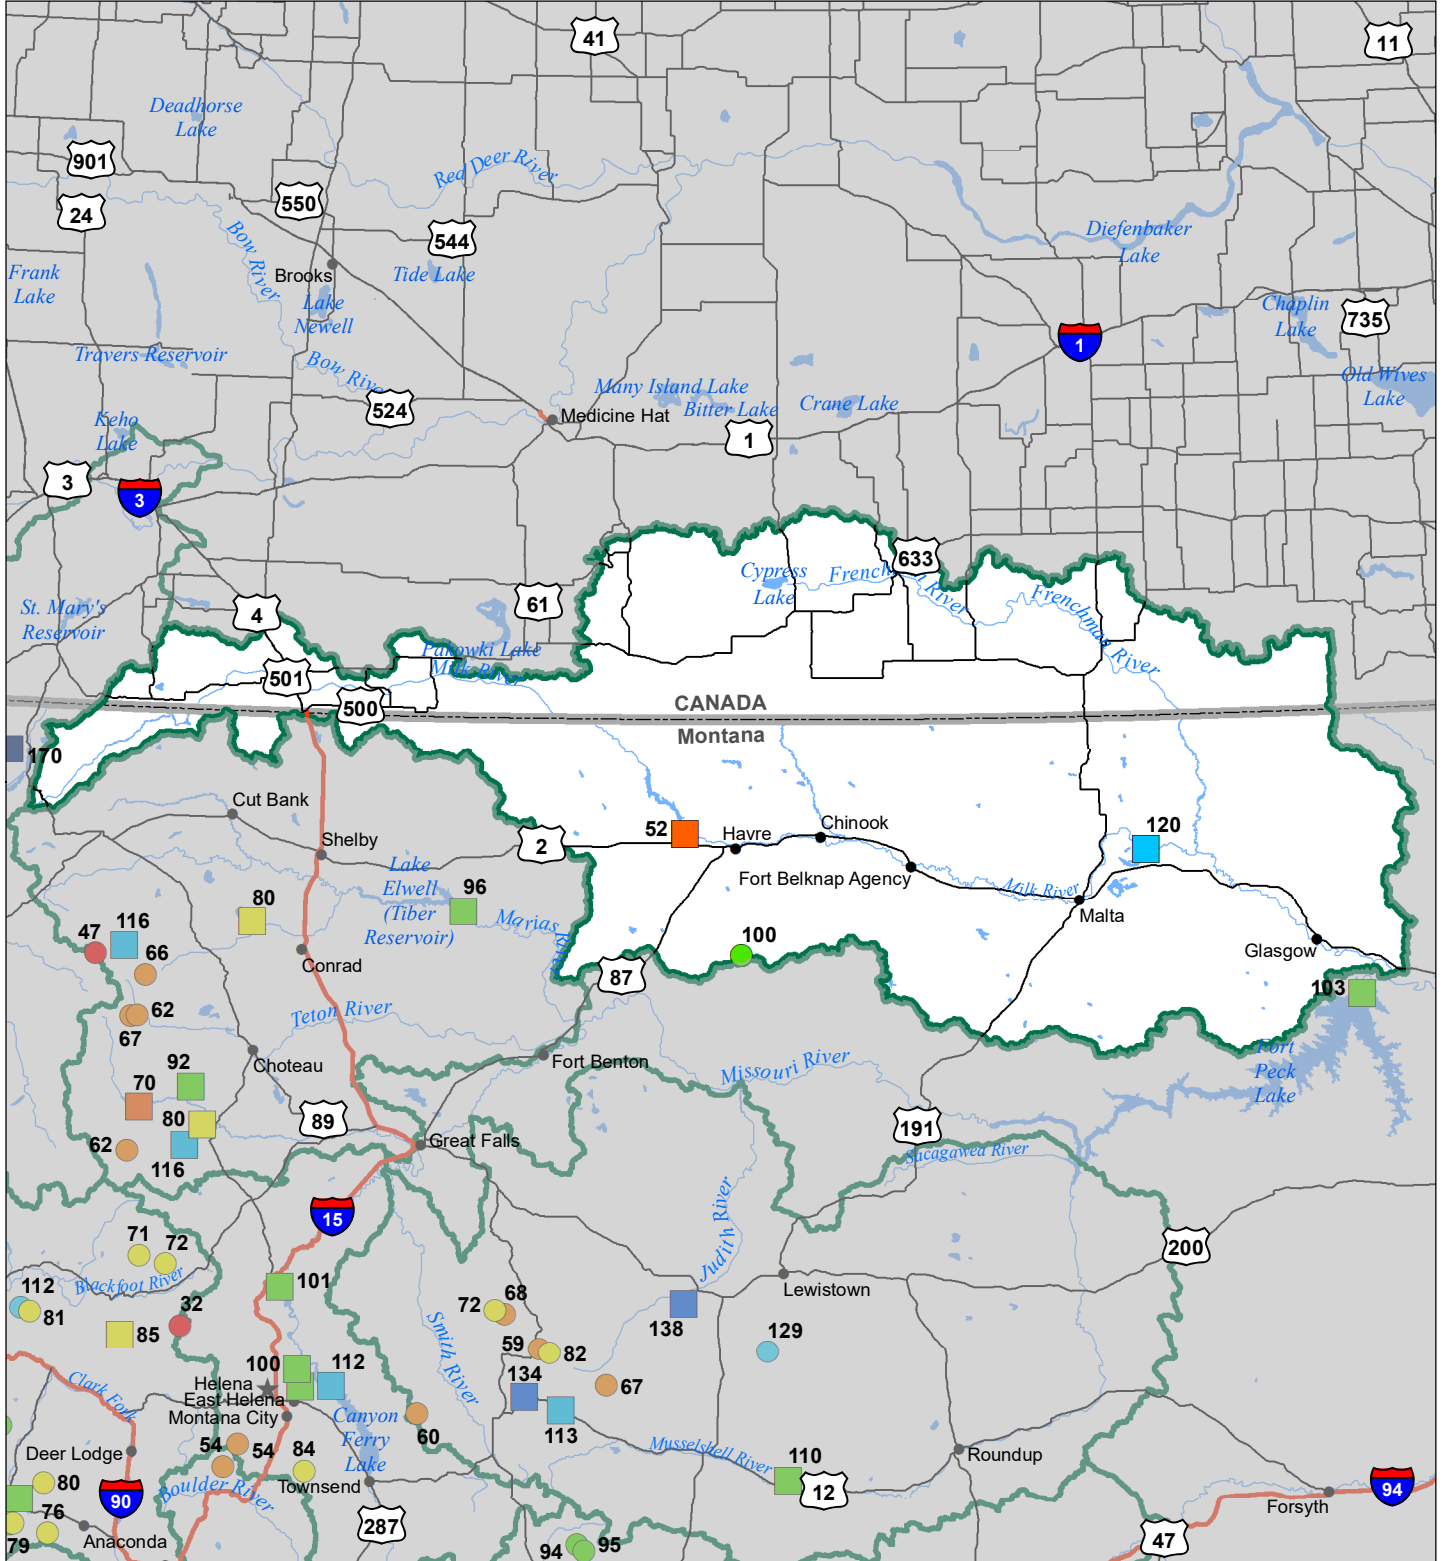 41
11
Deadhorse
Lake
901
Red Deer River
550
24
544
Bow River
Diefenbaker
Lake
Brooks
Tide Lake
Frank
Lake
Lake
Newell
Chaplin
Lake
735
1
Travers Reservoir
Bow River
Old Wives
Lake
Many Island Lake
Bitter Lake
Crane Lake
524
Medicine Hat
Keho
Lake
1
3
3
633
Cypress
Lake
Frenchman River
61
4
St. Mary's
Reservoir
Frenchman River
Pakowki Lake
Milk River
501
500
CANADA
Montana
170
Cut Bank
Shelby
2
52
Havre
Chinook
120
Lake
Elwell
(Tiber
Reservoir)
96
Fort Belknap Agency
Milk River
Malta
80
Marias River
47
116
66
100
Glasgow
Conrad
87
103
62
67
Teton River
Fort
Peck
Lake
Choteau
Fort Benton
Missouri River
92
70
80
89
191
62
116
Great Falls
Sacagawea River
15
Judith River
71
72
200
Blackfoot River
101
Lewistown
112
81
32
85
72
68
138
Smith River
59
82
129
100
112
134
67
Clark Fork
Helena
East Helena
Montana City
113
Canyon
Ferry
Lake
60
Deer Lodge
54
54
84
Musselshell River
110
Roundup
80
90
Boulder River
Townsend
12
94
Forsyth
76
79
Anaconda
287
47
94
95